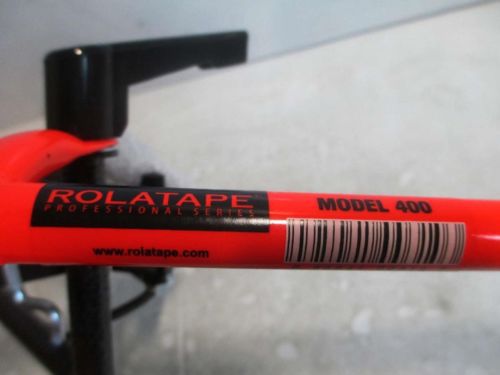 ROLATAPE
PROFESSIONAL SERIES
MODEL 400
www.rolatape.com